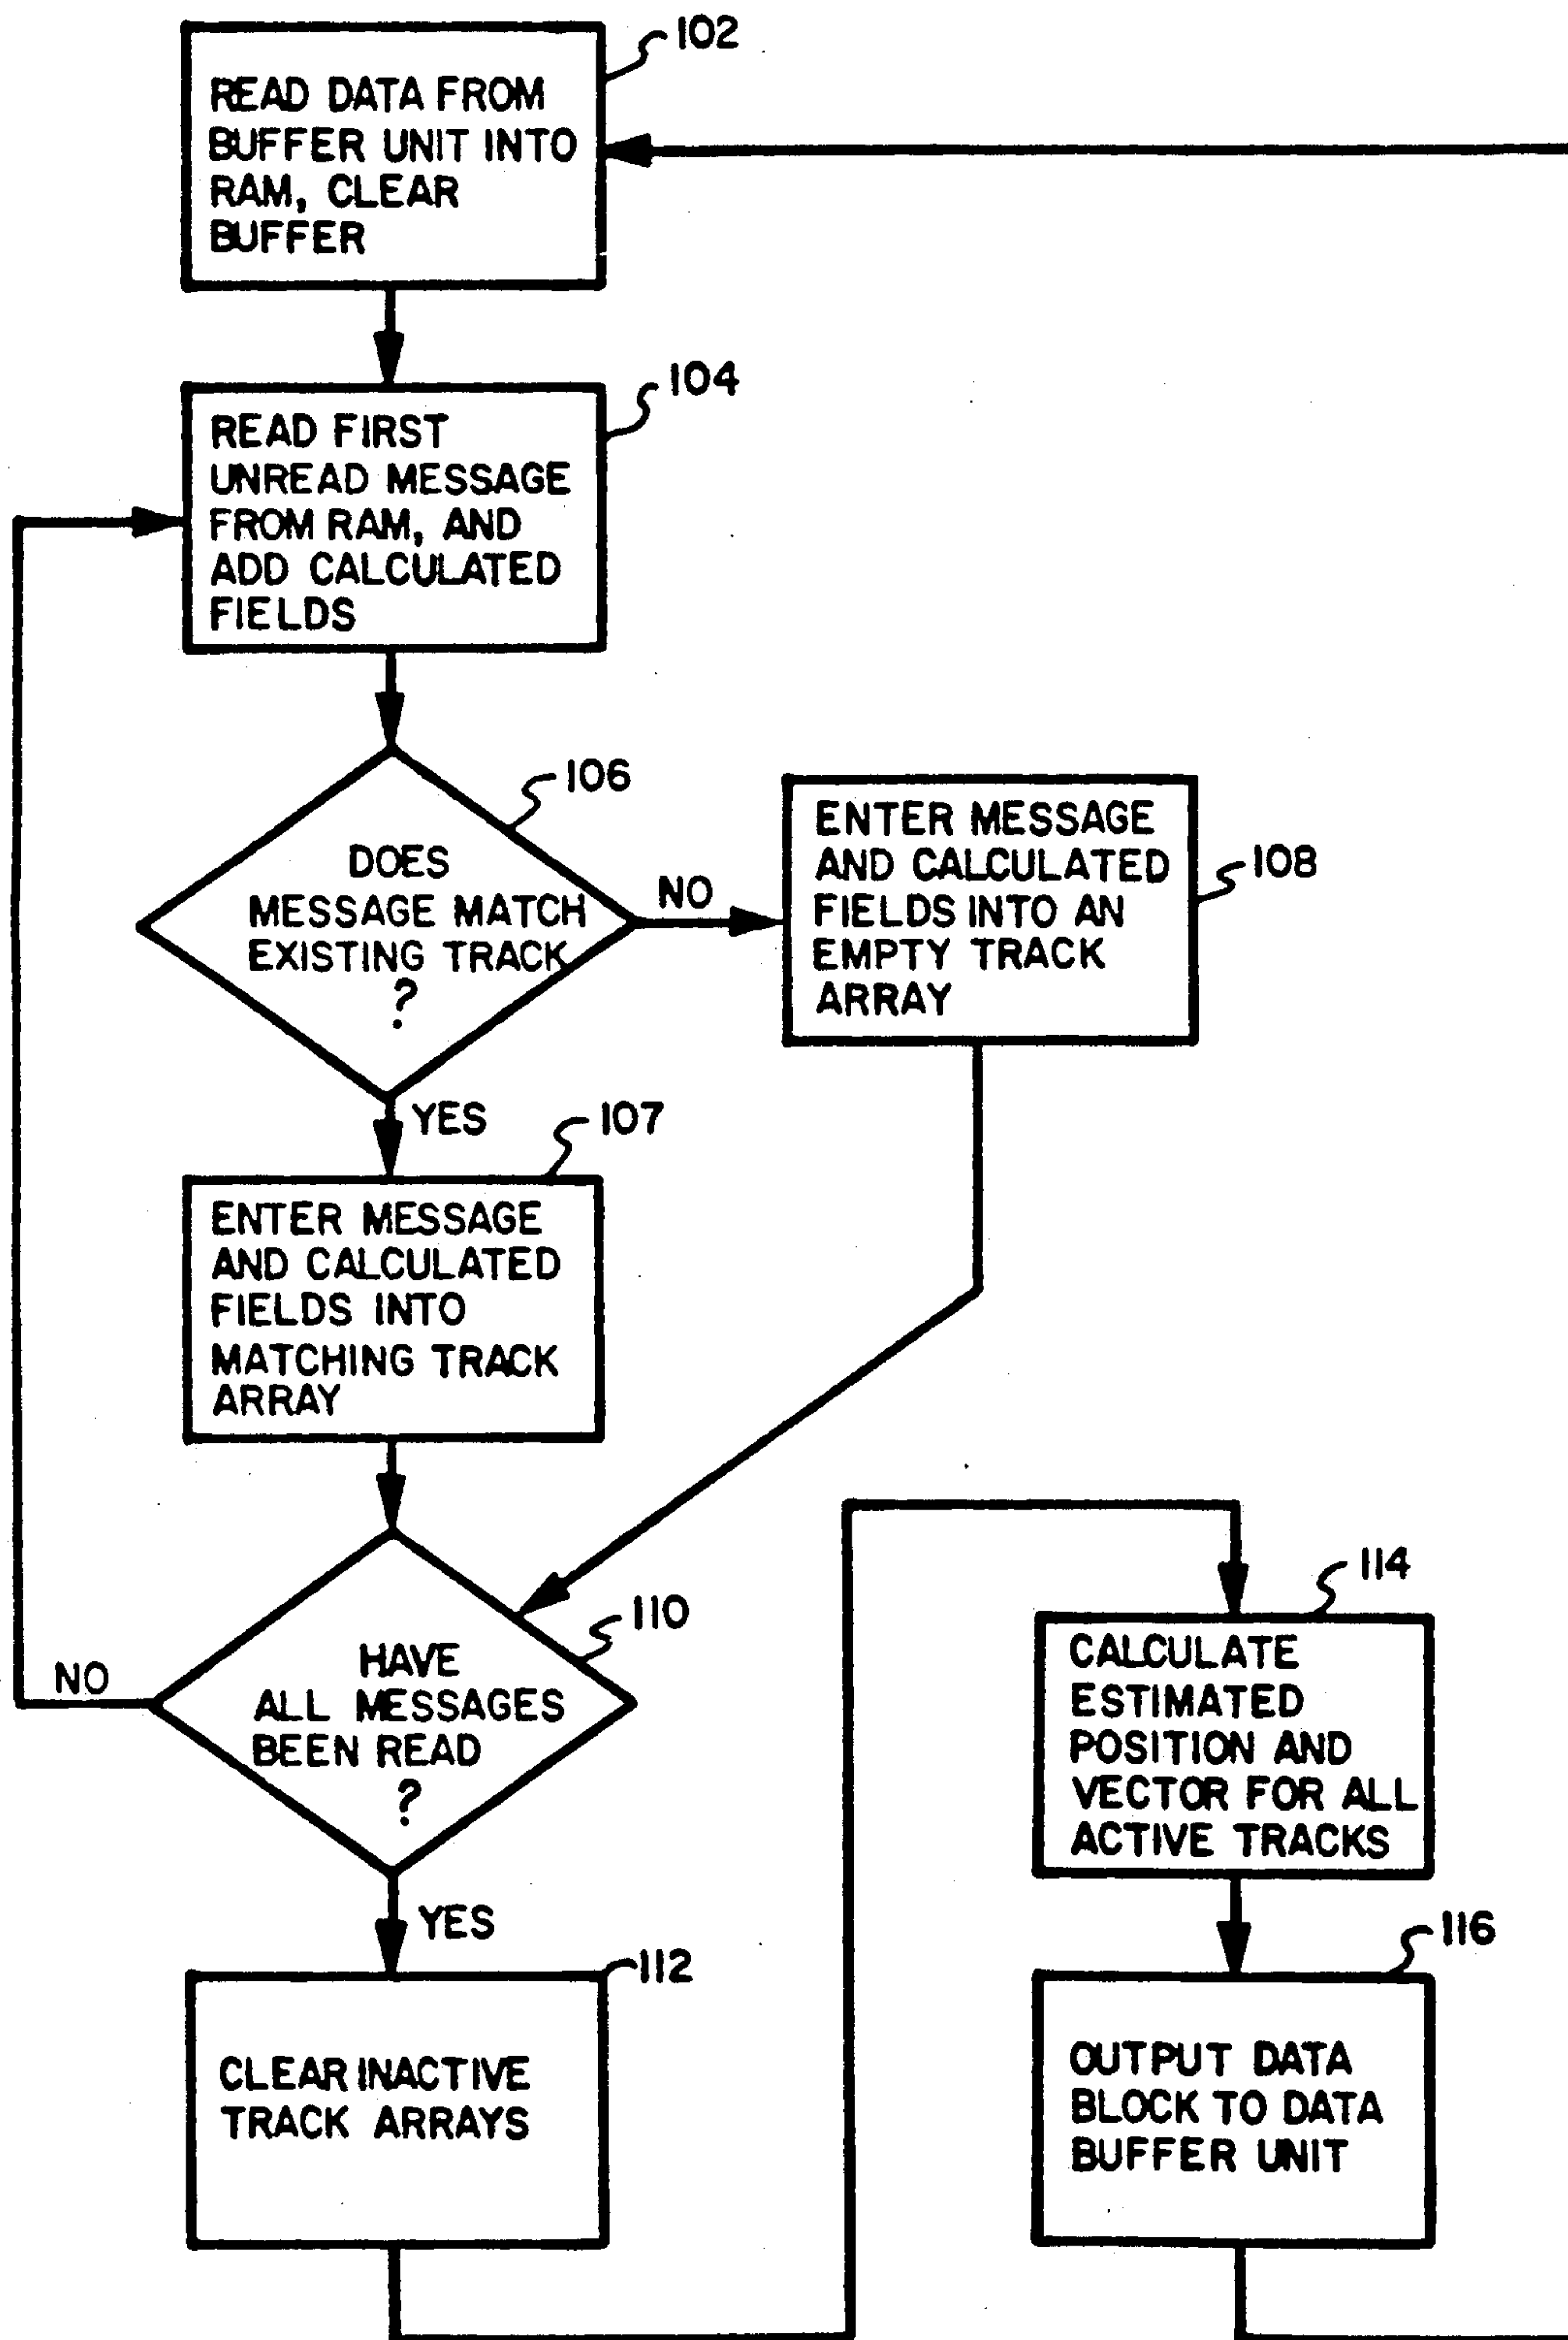 102
READ DATA FROM
BUFFER UNIT INTO
RAM, CLEAR
BUFFER
104
READ FIRST
UNREAD MESSAGE
FROM RAM, AND
ADD CALCULATED
FIELDS
106
DOES
MESSAGE MATCH
EXISTING TRACK
?
NO
ENTER MESSAGE
AND CALCULATED
FIELDS INTO AN
EMPTY TRACK
ARRAY
108
YES
107
ENTER MESSAGE
AND CALCULATED
FIELDS INTO
MATCHING TRACK
ARRAY
110
HAVE
ALL MESSAGES
BEEN READ
?
NO
YES
112
CLEAR INACTIVE
TRACK ARRAYS
114
CALCULATE
ESTIMATED
POSITION AND
VECTOR FOR ALL
ACTIVE TRACKS
116
OUTPUT DATA
BLOCK TO DATA
BUFFER UNIT